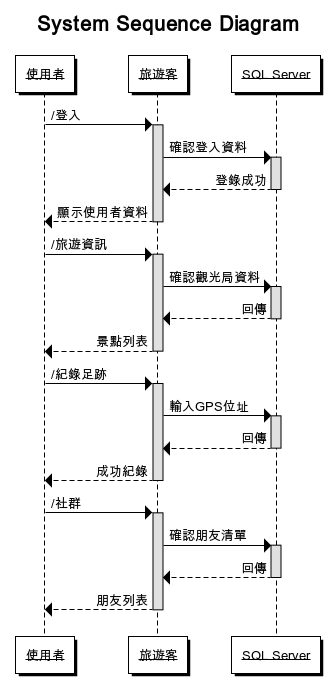 System Sequence Diagram
使用者
旅遊客
SQL Server
/登入
確認登入資料
登錄成功
顯示使用者資料
/旅遊資訊
確認觀光局資料
回傳
景點列表
/紀錄足跡
輸入GPS位址
回傳
成功紀錄
/社群
確認朋友清單
回傳
朋友列表
使用者
旅遊客
SQL Server